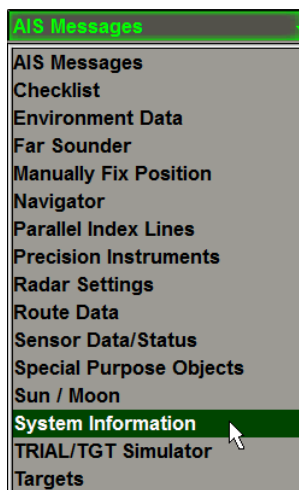 AIS Messages
AIS Messages
Checklist
Environment Data
Far Sounder
Manually Fix Position
Navigator
Parallel Index Lines
Precision Instruments
Radar Settings
Route Data
Sensor Data/Status
Special Purpose Objects
Sun / Moon
System Information
TRIAL/TGT Simulator
Targets